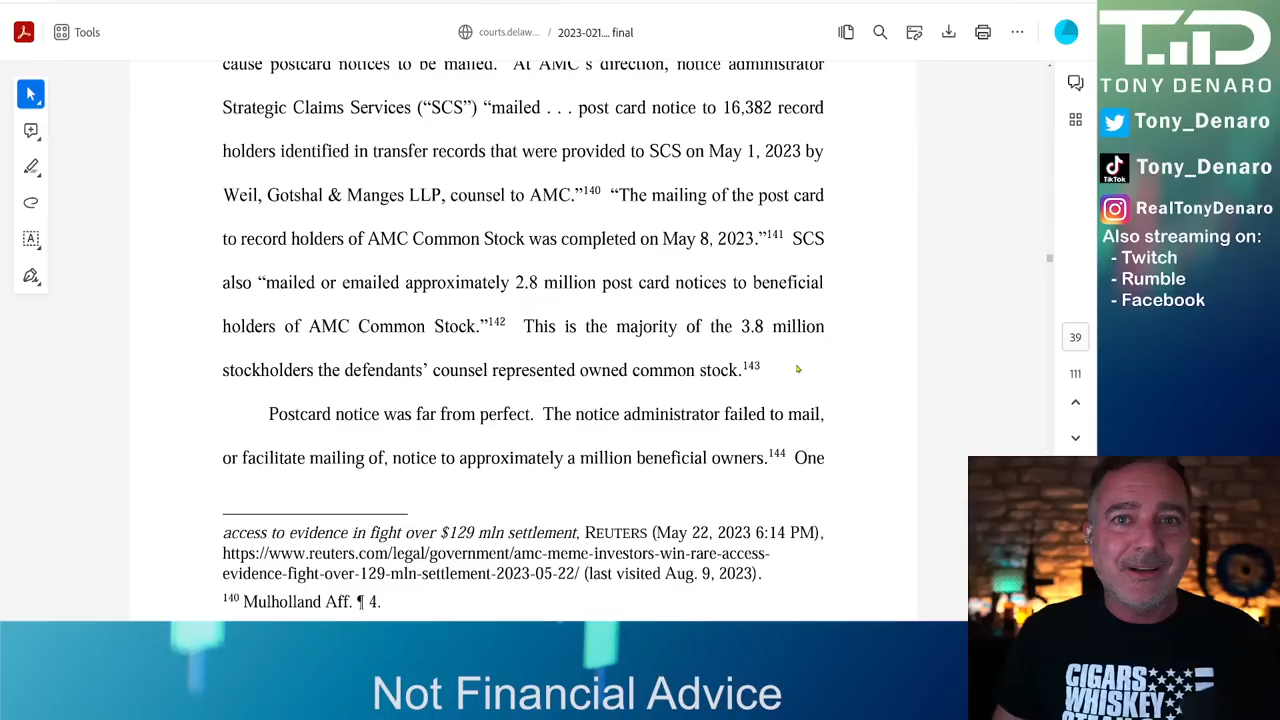 Tools
courts.delaw... / 2023-021.... final
cause postcard notices to be mailed. At AMC's direction, notice administrator
Strategic Claims Services (“SCS”) “mailed . . . post card notice to 16,382 record
holders identified in transfer records that were provided to SCS on May 1, 2023 by
Weil, Gotshal & Manges LLP, counsel to AMC.”140 “The mailing of the post card
to record holders of AMC Common Stock was completed on May 8, 2023.”141 SCS
also “mailed or emailed approximately 2.8 million post card notices to beneficial
holders of AMC Common Stock.”142 This is the majority of the 3.8 million
stockholders the defendants’ counsel represented owned common stock.143
Postcard notice was far from perfect. The notice administrator failed to mail,
or facilitate mailing of, notice to approximately a million beneficial owners.144 One
access to evidence in fight over $129 mln settlement, REUTERS (May 22, 2023 6:14 PM),
https://www.reuters.com/legal/government/amc-meme-investors-win-rare-access-
evidence-fight-over-129-mln-settlement-2023-05-22/ (last visited Aug. 9, 2023).
140 Mulholland Aff. ¶ 4.
39
111
TD
TONY DENARO
Tony_Denaro
TikTok
Tony_Denaro
RealTonyDenaro
Also streaming on:
- Twitch
- Rumble
- Facebook
Not Financial Advice
CIGARS
WHISKEY